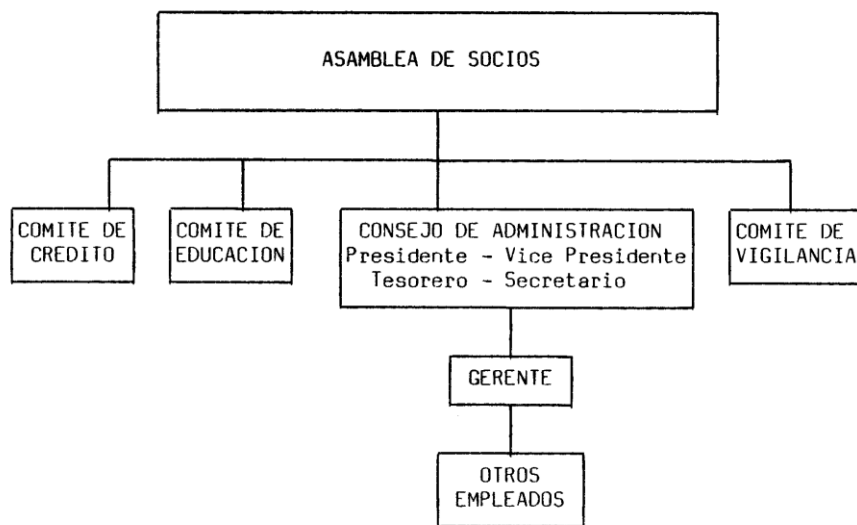 ASAMBLEA DE SOCIOS
COMITE DE
CREDITO
COMITE DE
EDUCACION
CONSEJO DE ADMINISTRACION
Presidente - Vice Presidente
Tesorero - Secretario
COMITE DE
VIGILANCIA
GERENTE
OTROS
EMPLEADOS